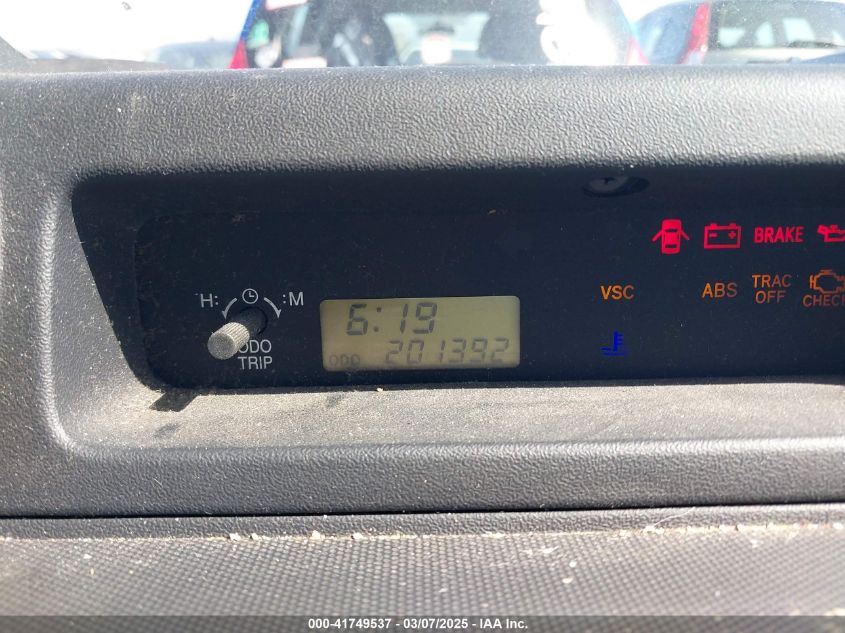 BRAKE
VSC
ABS
TRAC
OFF
CHECK
H:
:M
ODO
TRIP
6:19
ODO 201392
000-41749537 - 03/07/2025 - IAA Inc.